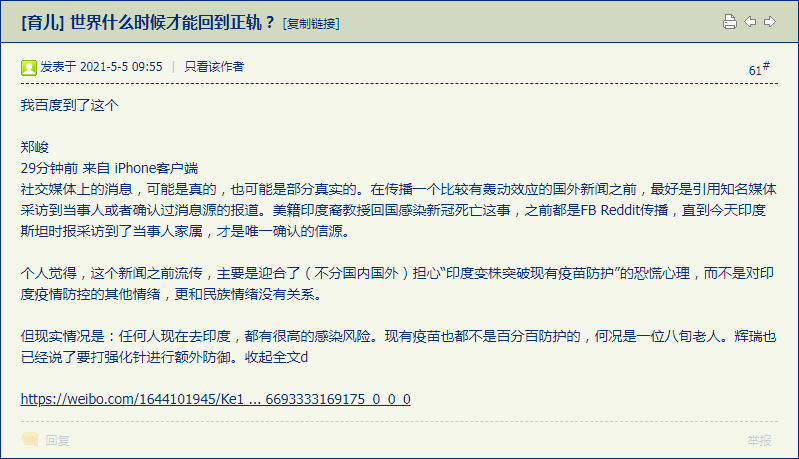 [育儿] 世界什么时候才能回到正轨？ [复制链接]
发表于 2021-5-5 09:55 | 只看该作者
61#
我百度到了这个
郑峻
29分钟前 来自 iPhone客户端
社交媒体上的消息，可能是真的，也可能是部分真实的。在传播一个比较有轰动效应的国外新闻之前，最好是引用知名媒体
采访到当事人或者确认过消息源的报道。美籍印度裔教授回国感染新冠死亡这事，之前都是FB Reddit传播，直到今天印度
斯坦时报采访到了当事人家属，才是唯一确认的信源。
个人觉得，这个新闻之前流传，主要是迎合了（不分国内国外）担心“印度变株突破现有疫苗防护”的恐慌心理，而不是对印
度疫情防控的其他情绪，更和民族情绪没有关系。
但现实情况是：任何人现在去印度，都有很高的感染风险。现有疫苗也都不是百分百防护的，何况是一位八旬老人。辉瑞也
已经说了要打强化针进行额外防御。收起全文d
https://weibo.com/1644101945/Ke1 ... 6693333169175_0_0_0
回复
举报